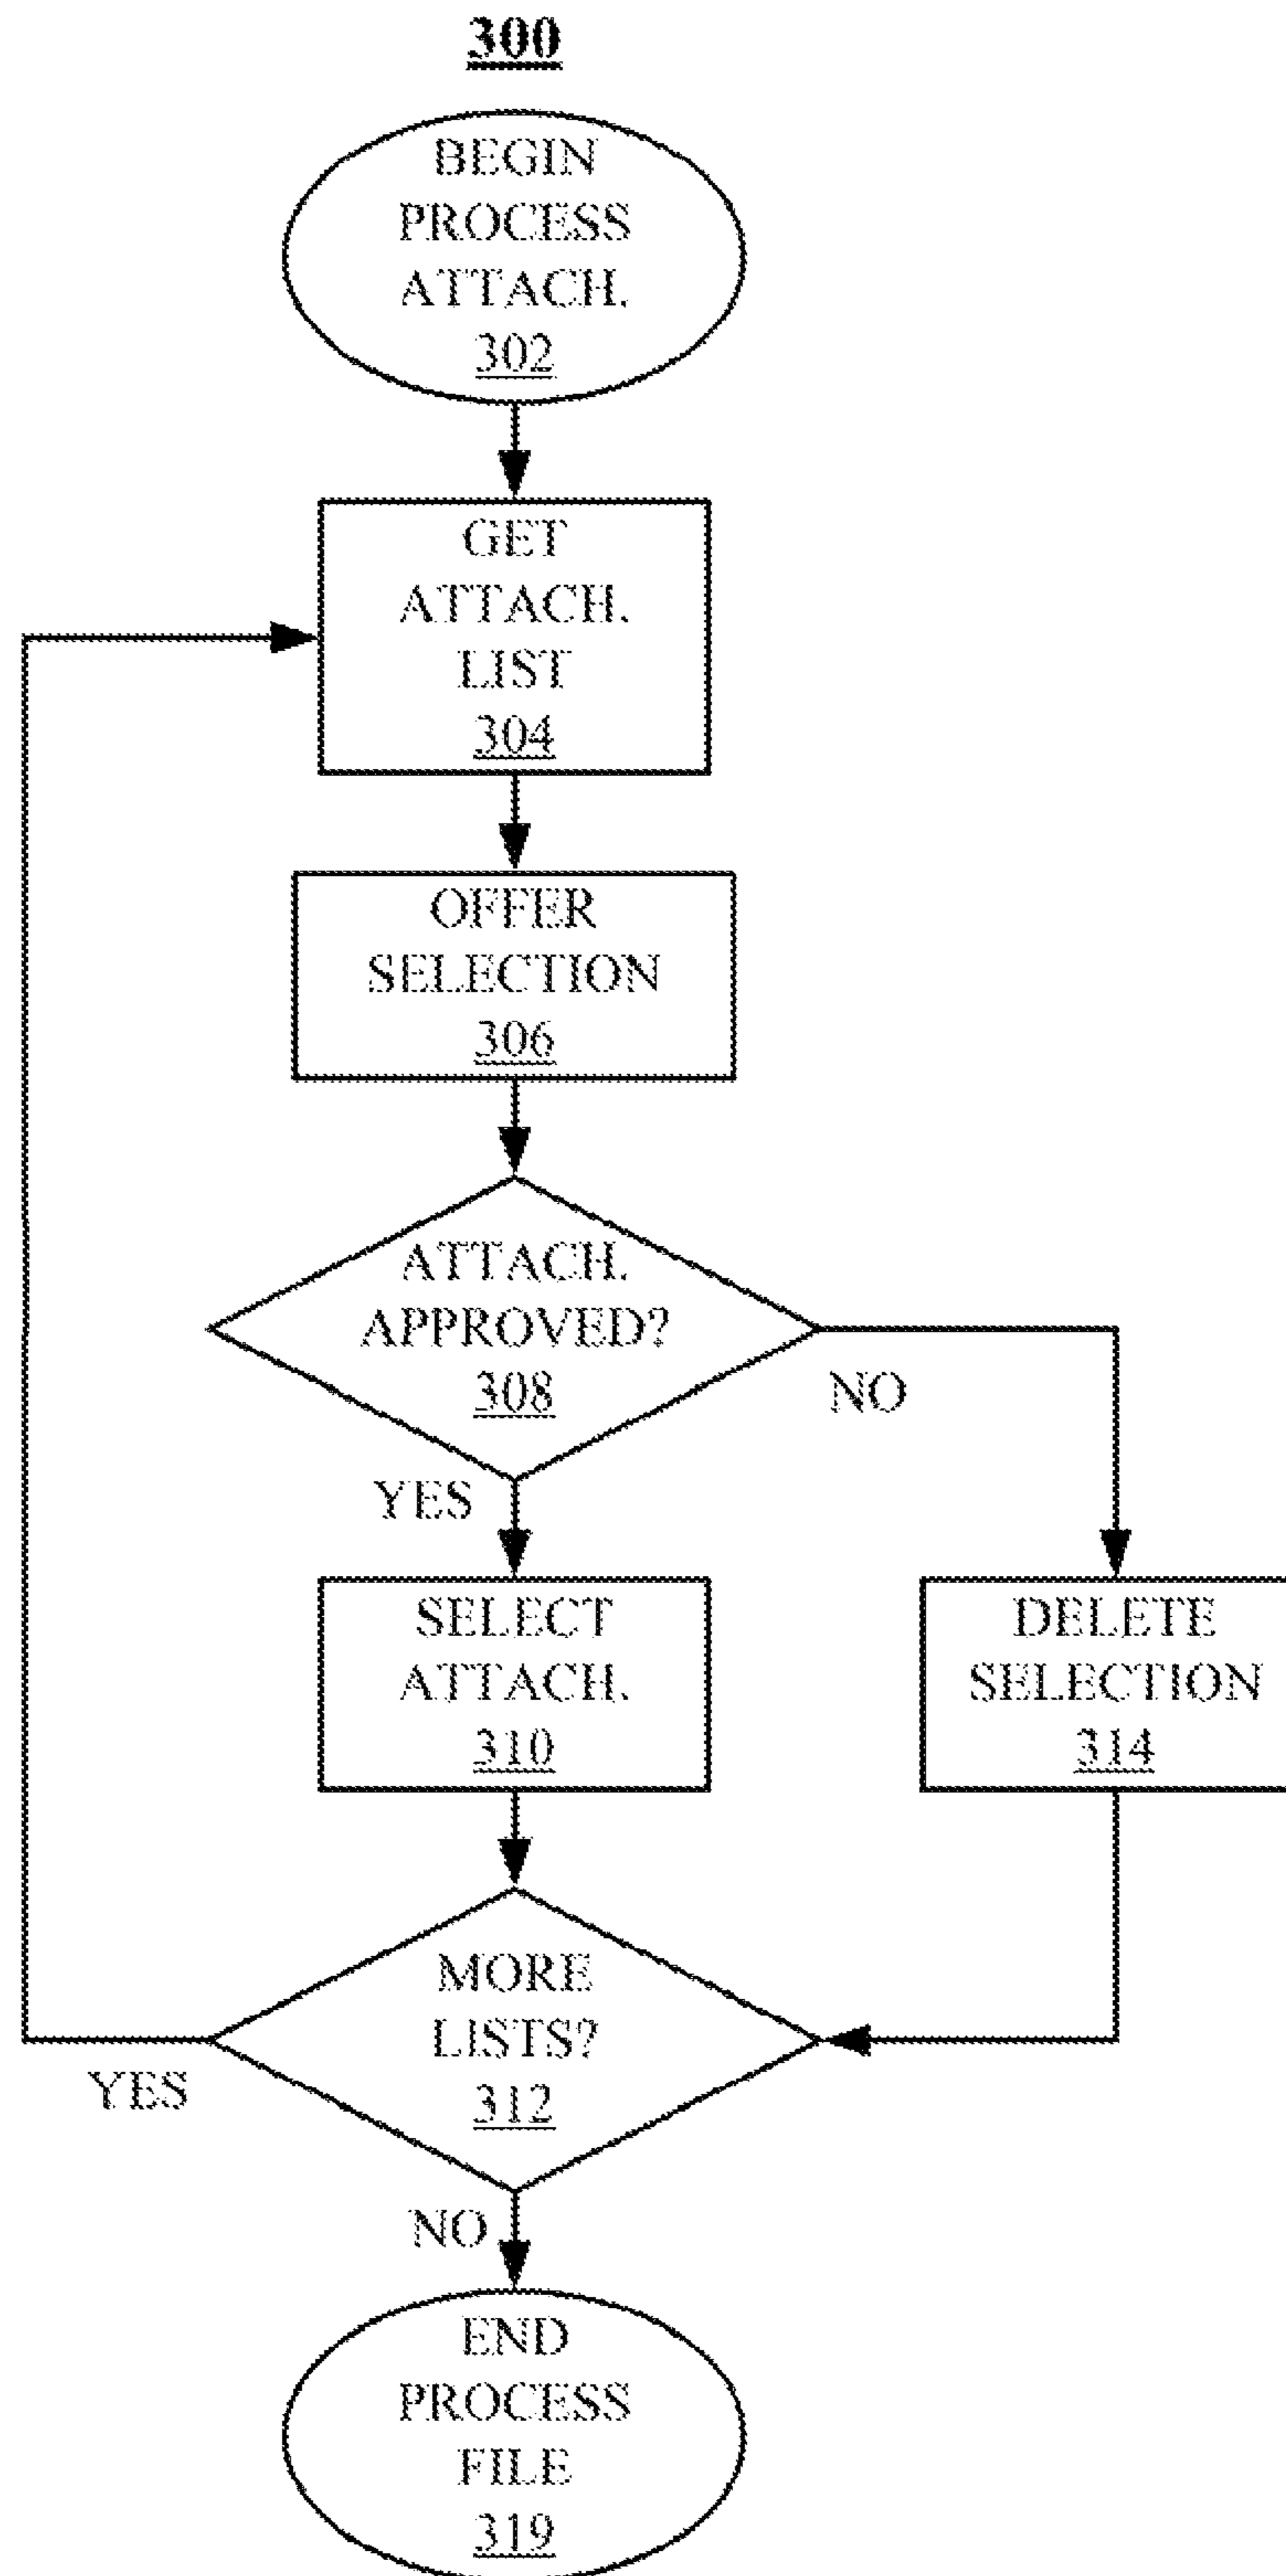 300
BEGIN
PROCESS
ATTACH.
302
GET
ATTACH.
LIST
304
OFFER
SELECTION
306
ATTACH.
APPROVED?
308
NO
YES
SELECT
ATTACH.
310
DELETE
SELECTION
314
MORE
LISTS?
312
YES
NO
END
PROCESS
FILE
319